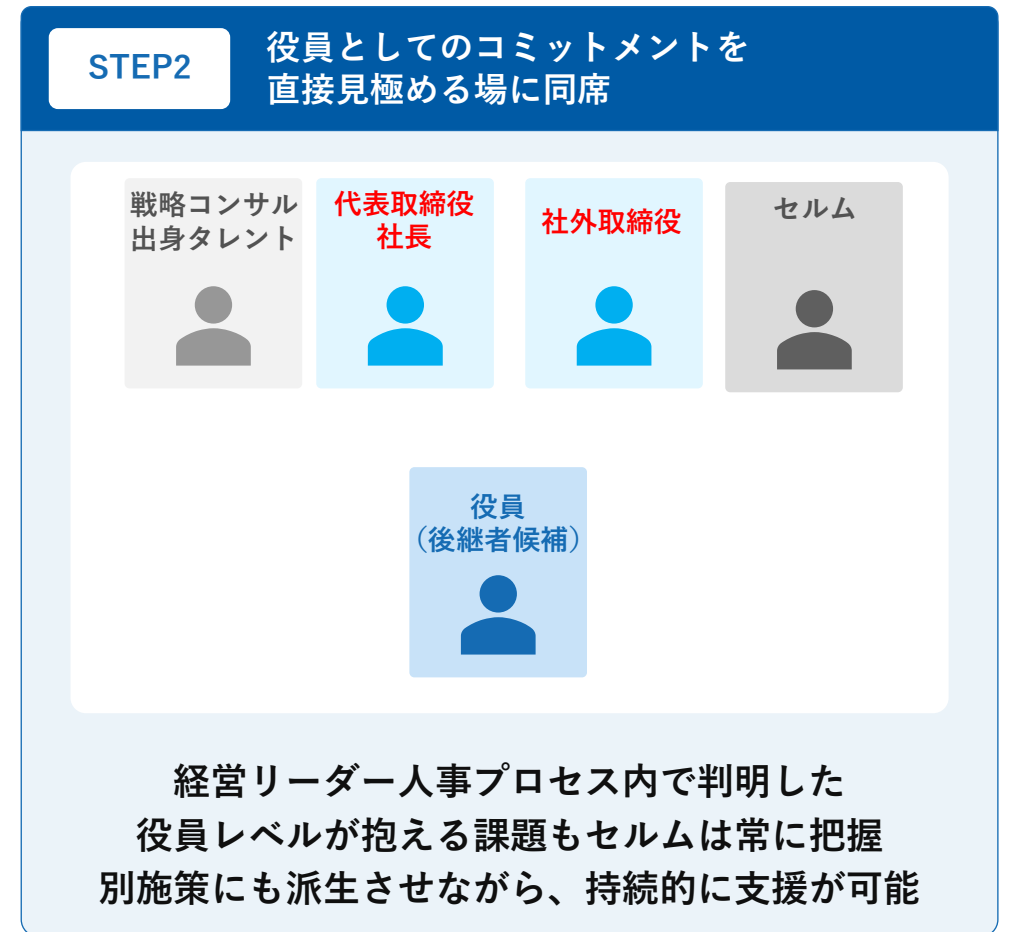 STEP2
役員としてのコミットメントを
直接見極める場に同席
戦略コンサル
出身タレント
代表取締役
社長
社外取締役
セルム
役員
（後継者候補）
経営リーダー人事プロセス内で判明した
役員レベルが抱える課題もセルムは常に把握
別施策にも派生させながら、持続的に支援が可能